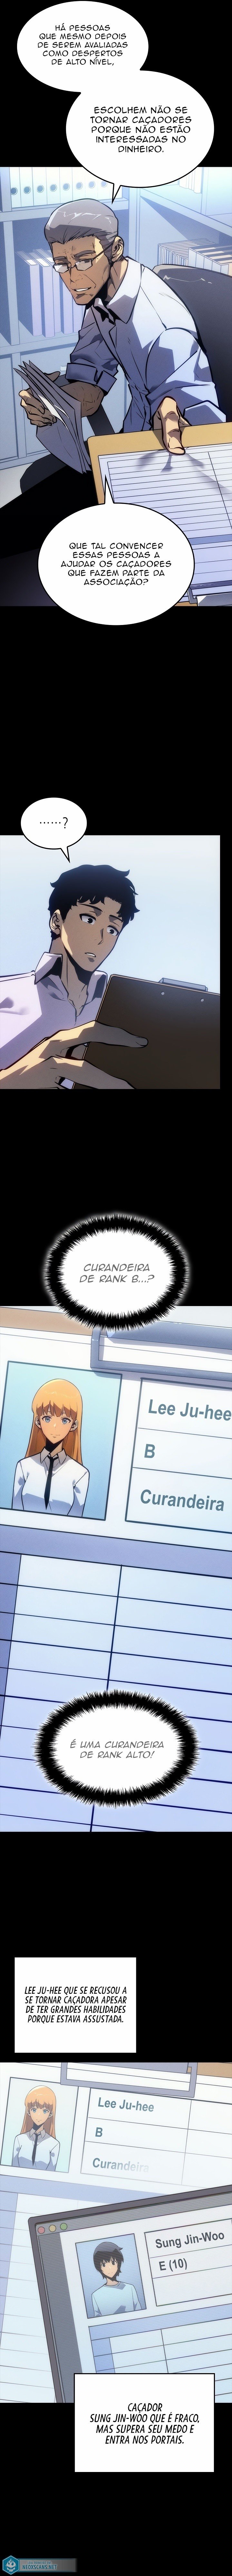 HÁ PESSOAS
QUE MESMO DEPOIS
DE SEREM AVALIADAS
COMO DESPERTOS
DE ALTO NÍVEL,
ESCOLHEM NÃO SE
TORNAR CAÇADORES
PORQUE NÃO ESTÃO
INTERESSADAS NO
DINHEIRO.
QUE TAL CONVENCER
ESSAS PESSOAS A
AJUDAR OS CAÇADORES
QUE FAZEM PARTE DA
ASSOCIAÇÃO?
......?
CURANDEIRA
DE RANK B...?
Lee Ju-hee
B
Curandeira
É UMA CURANDEIRA
DE RANK ALTO!
LEE JU-HEE QUE SE RECUSOU A
SE TORNAR CAÇADORA APESAR
DE TER GRANDES HABILIDADES
PORQUE ESTAVA ASSUSTADA.
Lee Ju-hee
B
Curandeira
Sung Jin-Woo
E (10)
CAÇADOR
SUNG JIN-WOO QUE É FRACO,
MAS SUPERA SEU MEDO E
ENTRA NOS PORTAIS.
NEOXSCANS.NET